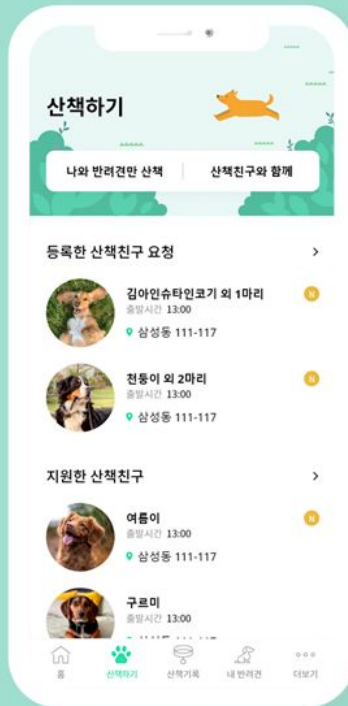 산책하기
나와 반려견만 산책
산책친구와 함께
등록한 산책친구 요청
김아인슈타인코기 외 1마리
N
출발시간 13:00
삼성동 111-117
천둥이 외 2마리
N
출발시간 13:00
삼성동 111-117
지원한 산책친구
여름이
N
출발시간 13:00
삼성동 111-117
구르미
출발시간 13:00
홈
산책하기
산책기록
내 반려견
더보기